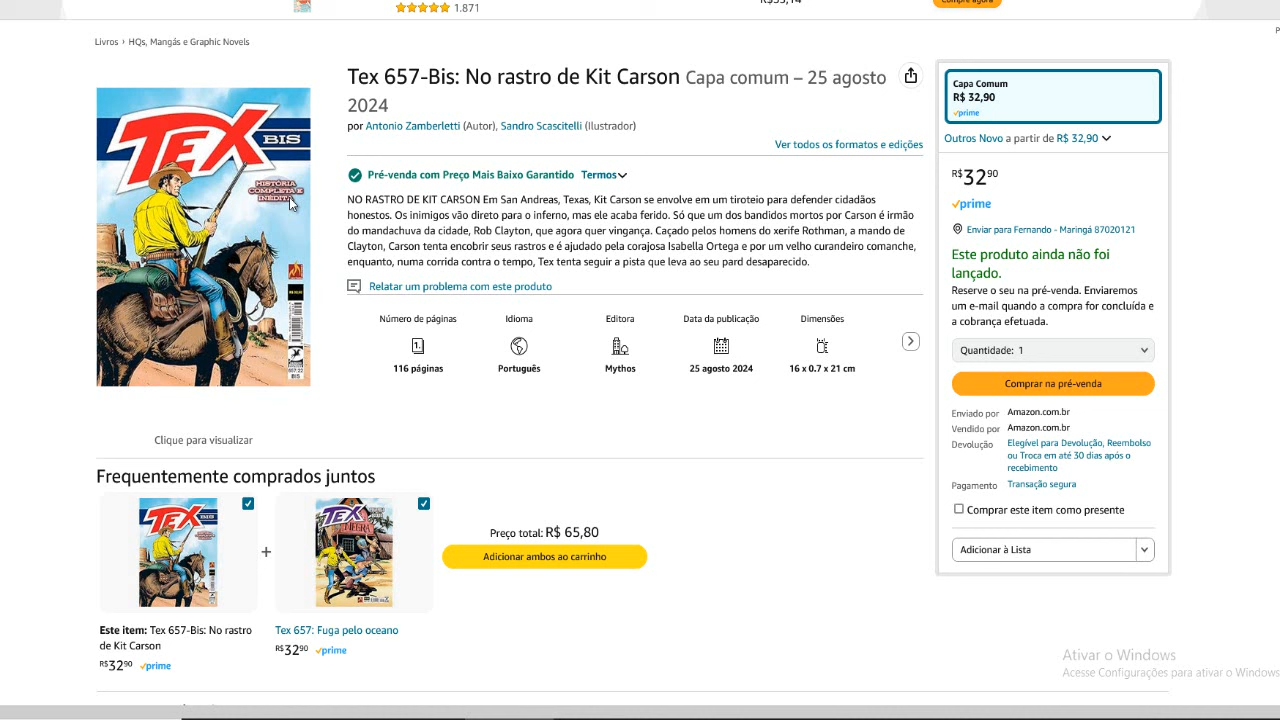 1.871
Compre agora
Livros › HQs, Mangás e Graphic Novels
Tex 657-Bis: No rastro de Kit Carson Capa comum – 25 agosto
2024
por Antonio Zamberletti (Autor), Sandro Scascitelli (Ilustrador)
Ver todos os formatos e edições
Pré-venda com Preço Mais Baixo Garantido Termos
NO RASTRO DE KIT CARSON Em San Andreas, Texas, Kit Carson se envolve em um tiroteio para defender cidadãos
honestos. Os inimigos vão direto para o inferno, mas ele acaba ferido. Só que um dos bandidos mortos por Carson é irmão
do mandachuva da cidade, Rob Clayton, que agora quer vingança. Caçado pelos homens do xerife Rothman, a mando de
Clayton, Carson tenta encobrir seus rastros e é ajudado pela corajosa Isabella Ortega e por um velho curandeiro comanche,
enquanto, numa corrida contra o tempo, Tex tenta seguir a pista que leva ao seu pard desaparecido.
Relatar um problema com este produto
Número de páginas
116 páginas
Idioma
Português
Editora
Mythos
Data da publicação
25 agosto 2024
Dimensões
16 x 0.7 x 21 cm
TEX
BIS
HISTÓRIA
COMPLETA E
INÉDITA
Clique para visualizar
Capa Comum
R$ 32,90
prime
Outros Novo a partir de R$ 32,90
R$3290
prime
Enviar para Fernando - Maringá 87020121
Este produto ainda não foi
lançado.
Reserve o seu na pré-venda. Enviaremos
um e-mail quando a compra for concluída e
a cobrança efetuada.
Quantidade: 1
Comprar na pré-venda
Enviado por Amazon.com.br
Vendido por Amazon.com.br
Devolução Elegível para Devolução, Reembolso
ou Troca em até 30 dias após o
recebimento
Pagamento Transação segura
Comprar este item como presente
Adicionar à Lista
Frequentemente comprados juntos
TEX
+
TEX
Preço total: R$ 65,80
Adicionar ambos ao carrinho
Este item: Tex 657-Bis: No rastro
de Kit Carson
R$3290 prime
Tex 657: Fuga pelo oceano
R$3290 prime
Ativar o Windows
Acesse Configurações para ativar o Windows